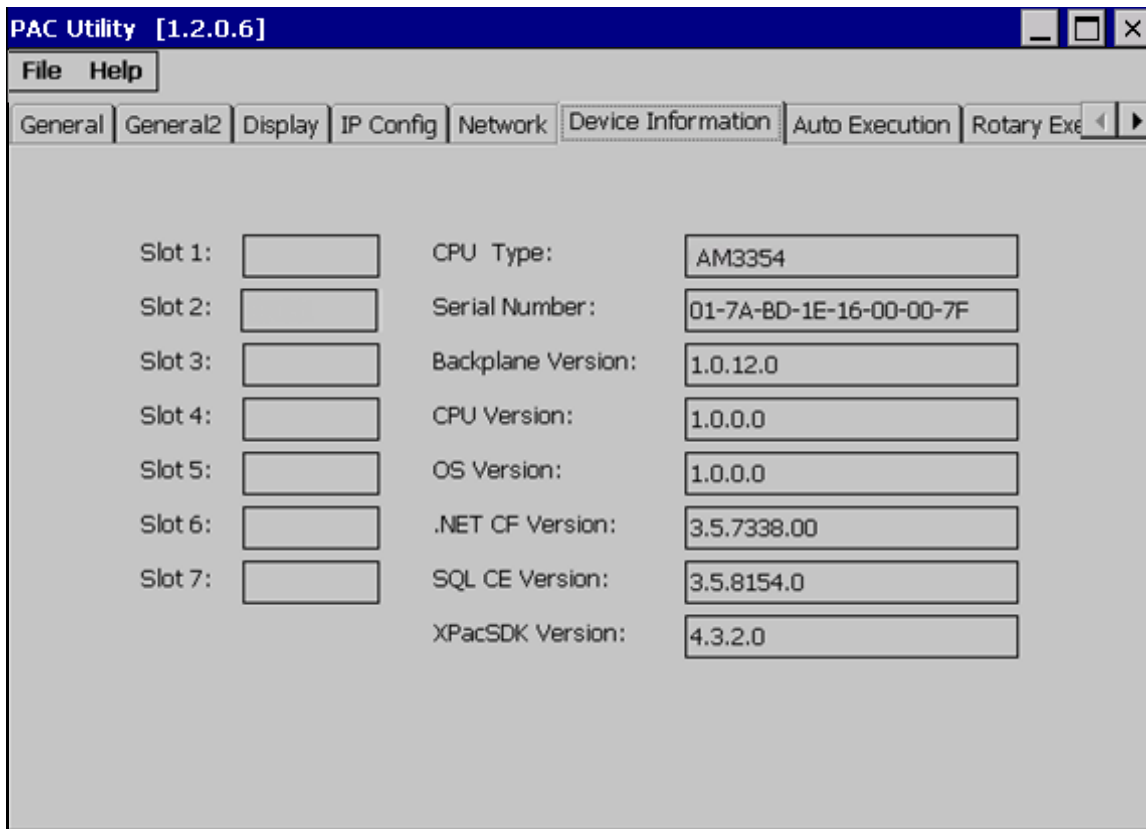 PAC Utility [1.2.0.6]
File Help
General General2 Display IP Config Network Device Information Auto Execution Rotary Exe
Slot 1: CPU Type: AM3354
Slot 2: Serial Number: 01-7A-BD-1E-16-00-00-7F
Slot 3: Backplane Version: 1.0.12.0
Slot 4: CPU Version: 1.0.0.0
Slot 5: OS Version: 1.0.0.0
Slot 6: .NET CF Version: 3.5.7338.00
Slot 7: SQL CE Version: 3.5.8154.0
XPacSDK Version: 4.3.2.0